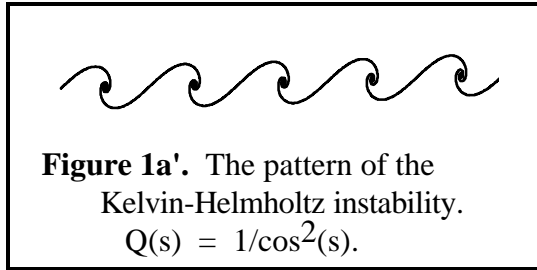 Figure 1a'. The pattern of the
Kelvin-Helmholtz instability.
Q(s) = 1/cos²(s).